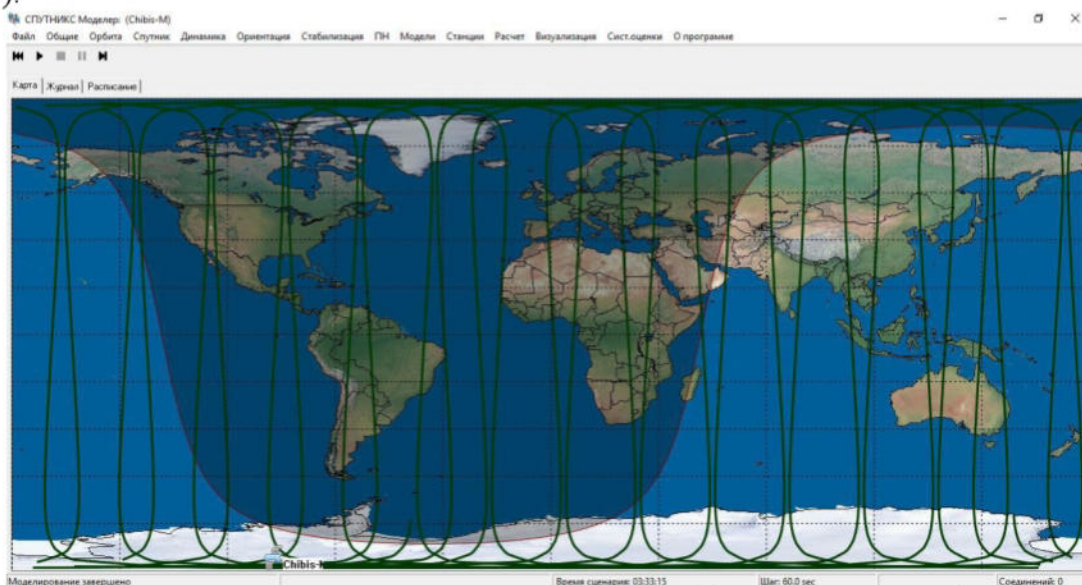 ).
СПУТНИКС Моделер: (Chibis-M)
Файл Общие Орбита Спутник Динамика Ориентация Стабилизация ПН Модели Станции Расчет Визуализация Сист.оценки О программе
Карта Журнал Расписание
Chibis-
Моделирование завершено Время сценария: 03:33:15 Шаг: 60.0 sec Соединений: 0